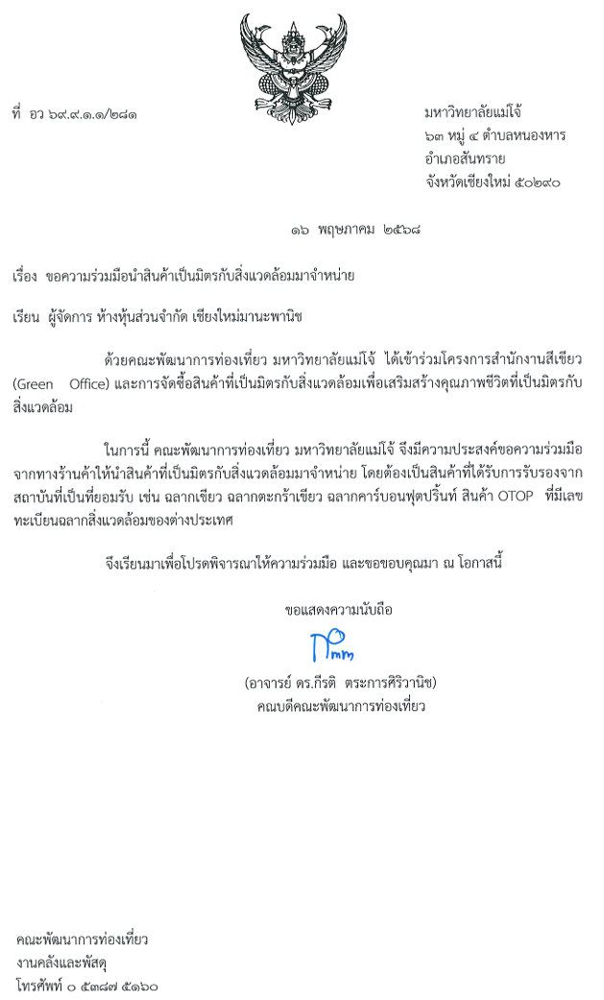 ที่ อว ๖๙.๙.๑.๑/๒๘๑
มหาวิทยาลัยแม่โจ้
๖๓ หมู่ ๔ ตำบลหนองหาร
อำเภอสันทราย
จังหวัดเชียงใหม่ ๕๐๒๙๐
๑๖ พฤษภาคม ๒๕๖๘
เรื่อง ขอความร่วมมือนำสินค้าเป็นมิตรกับสิ่งแวดล้อมมาจำหน่าย
เรียน ผู้จัดการ ห้างหุ้นส่วนจำกัด เชียงใหม่มานะพานิช
ด้วยคณะพัฒนาการท่องเที่ยว มหาวิทยาลัยแม่โจ้ ได้เข้าร่วมโครงการสำนักงานสีเขียว
(Green Office) และการจัดซื้อสินค้าที่เป็นมิตรกับสิ่งแวดล้อมเพื่อเสริมสร้างคุณภาพชีวิตที่เป็นมิตรกับ
สิ่งแวดล้อม
ในการนี้ คณะพัฒนาการท่องเที่ยว มหาวิทยาลัยแม่โจ้ จึงมีความประสงค์ขอความร่วมมือ
จากทางร้านค้าให้นำสินค้าที่เป็นมิตรกับสิ่งแวดล้อมมาจำหน่าย โดยต้องเป็นสินค้าที่ได้รับการรับรองจาก
สถาบันที่เป็นที่ยอมรับ เช่น ฉลากเขียว ฉลากตะกร้าเขียว ฉลากคาร์บอนฟุตปริ้นท์ สินค้า OTOP ที่มีเลข
ทะเบียนฉลากสิ่งแวดล้อมของต่างประเทศ
จึงเรียนมาเพื่อโปรดพิจารณาให้ความร่วมมือ และขอขอบคุณมา ณ โอกาสนี้
ขอแสดงความนับถือ
(อาจารย์ ดร.กีรติ ตระการศิริวานิช)
คณบดีคณะพัฒนาการท่องเที่ยว
คณะพัฒนาการท่องเที่ยว
งานคลังและพัสดุ
โทรศัพท์ ๐ ๕๓๘๗ ๕๑๖๐